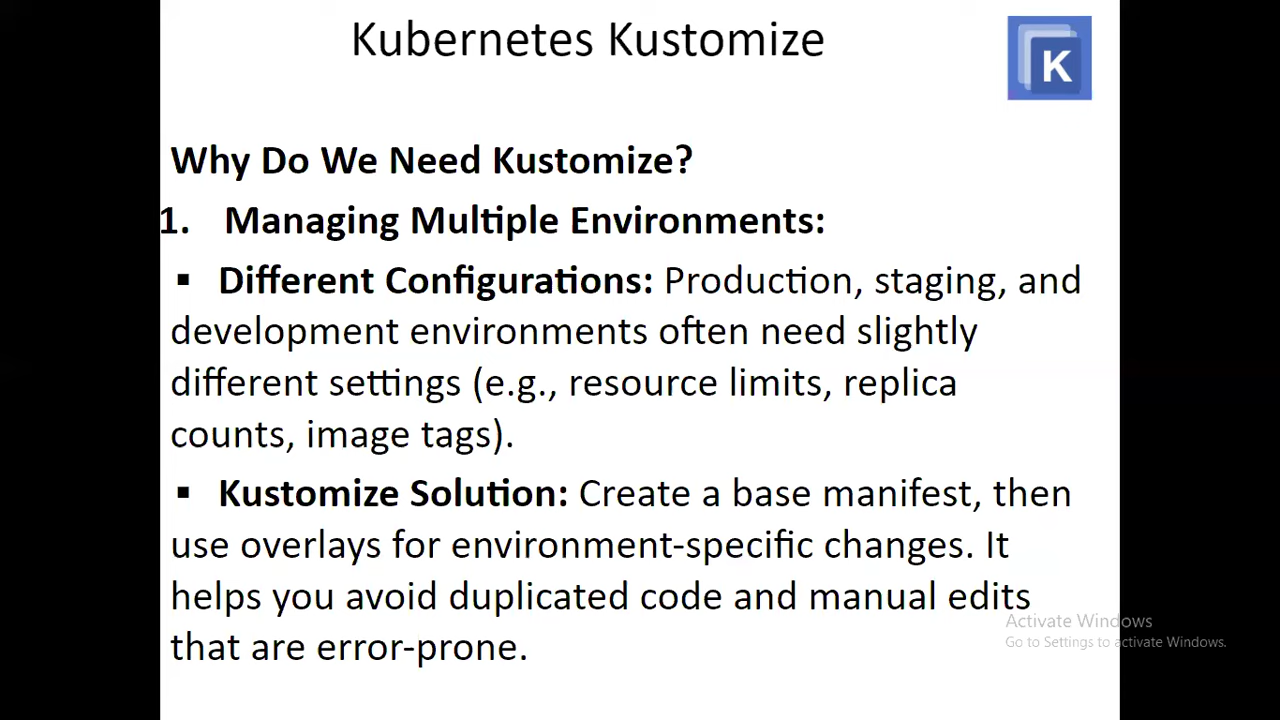 Kubernetes Kustomize
K
Why Do We Need Kustomize?
1. Managing Multiple Environments:
▪ Different Configurations: Production, staging, and
development environments often need slightly
different settings (e.g., resource limits, replica
counts, image tags).
▪ Kustomize Solution: Create a base manifest, then
use overlays for environment-specific changes. It
helps you avoid duplicated code and manual edits
that are error-prone.
Activate Windows
Go to Settings to activate Windows.